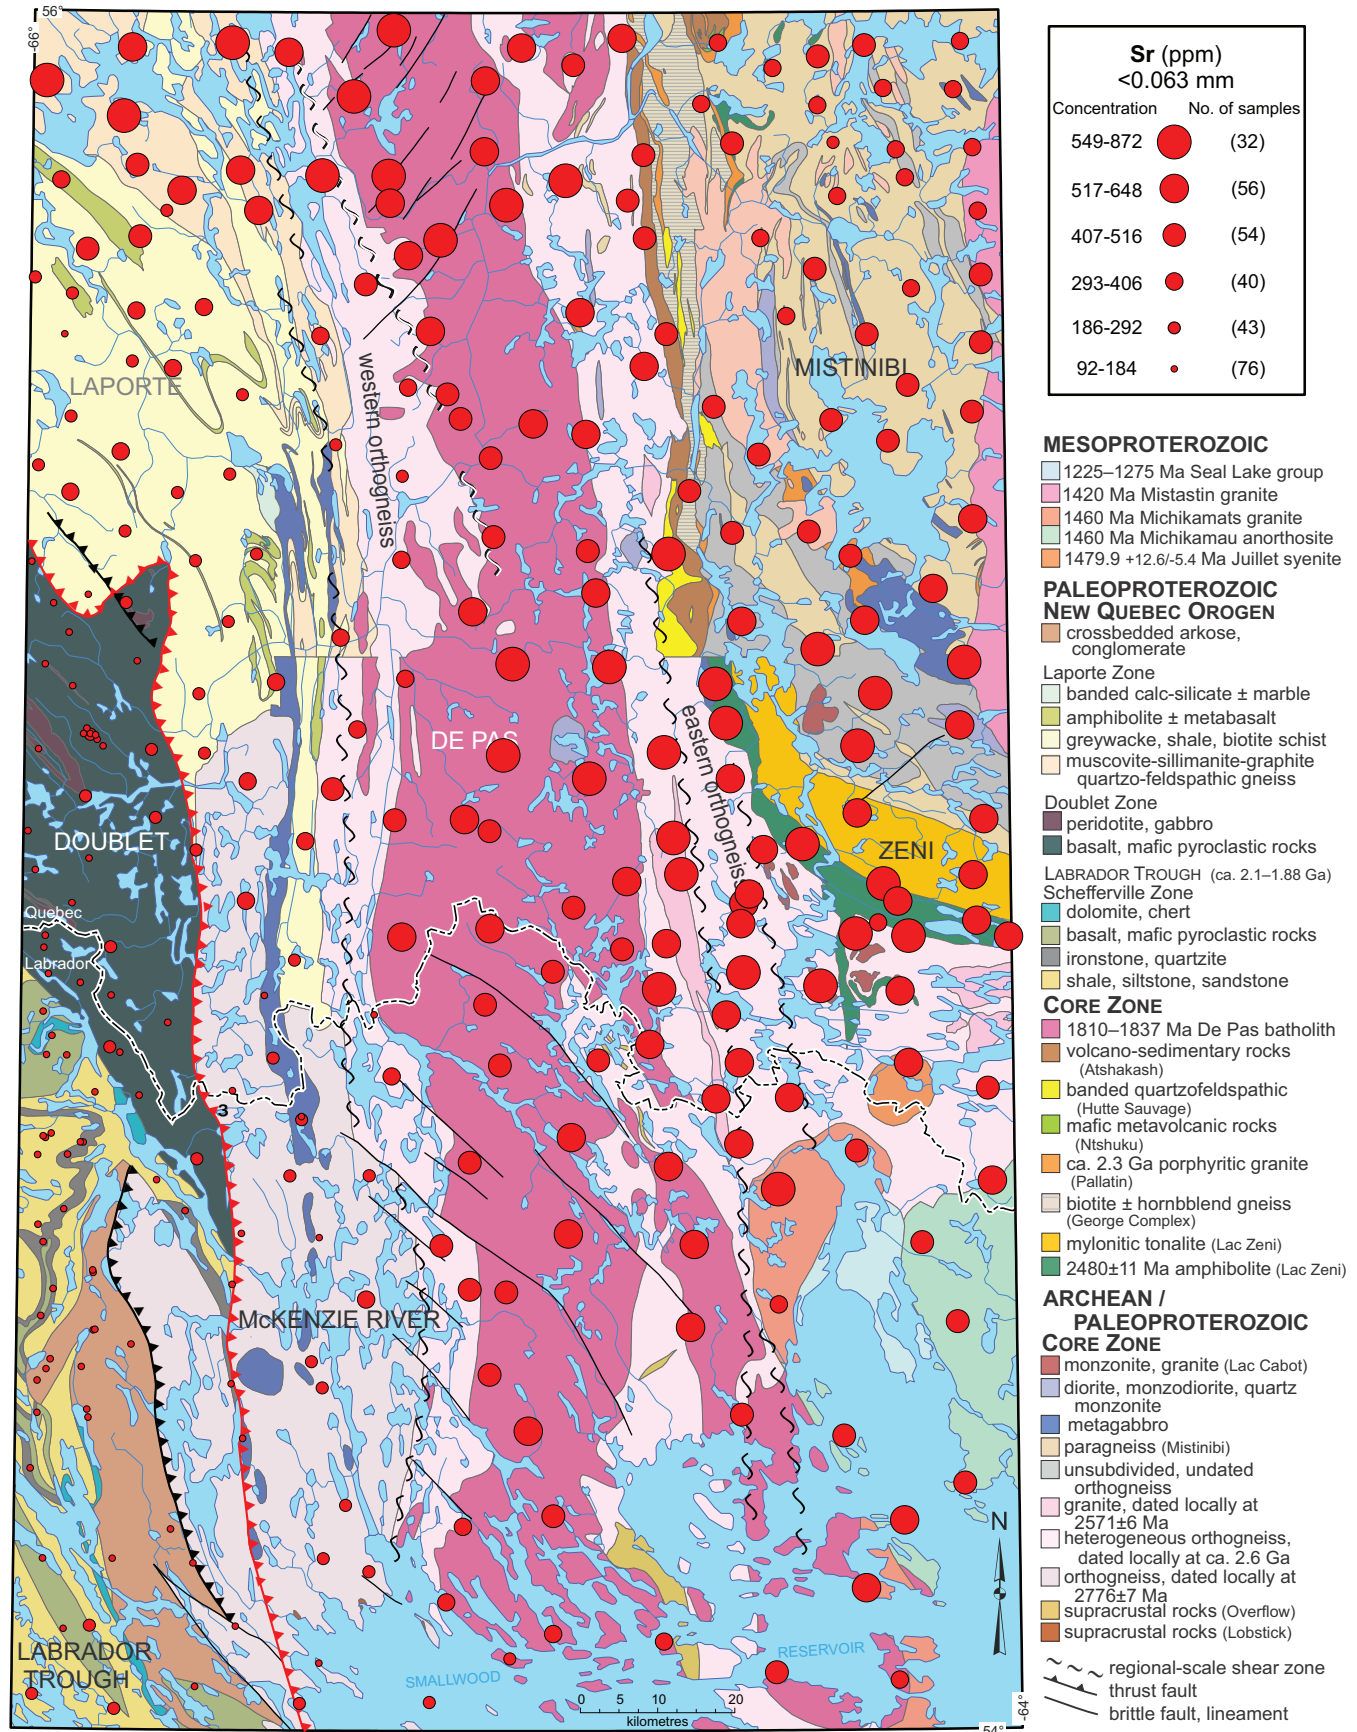 56°
-66°
Sr (ppm)
<0.063 mm
Concentration No. of samples
549-872 (32)
517-648 (56)
407-516 (54)
293-406 (40)
186-292 (43)
92-184 (76)
MESOPROTEROZOIC
1225–1275 Ma Seal Lake group
1420 Ma Mistastin granite
1460 Ma Michikamats granite
1460 Ma Michikamau anorthosite
1479.9 +12.6/-5.4 Ma Juillet syenite
PALEOPROTEROZOIC
NEW QUEBEC OROGEN
crossbedded arkose,
conglomerate
Laporte Zone
banded calc-silicate ± marble
amphibolite ± metabasalt
greywacke, shale, biotite schist
muscovite-sillimanite-graphite
quartzo-feldspathic gneiss
Doublet Zone
peridotite, gabbro
basalt, mafic pyroclastic rocks
LABRADOR TROUGH (ca. 2.1–1.88 Ga)
Schefferville Zone
dolomite, chert
basalt, mafic pyroclastic rocks
ironstone, quartzite
shale, siltstone, sandstone
CORE ZONE
1810–1837 Ma De Pas batholith
volcano-sedimentary rocks
(Atshakash)
banded quartzofeldspathic
(Hutte Sauvage)
mafic metavolcanic rocks
(Ntshuku)
ca. 2.3 Ga porphyritic granite
(Pallatin)
biotite ± hornbblend gneiss
(George Complex)
mylonitic tonalite (Lac Zeni)
2480±11 Ma amphibolite (Lac Zeni)
ARCHEAN /
PALEOPROTEROZOIC
CORE ZONE
monzonite, granite (Lac Cabot)
diorite, monzodiorite, quartz
monzonite
metagabbro
paragneiss (Mistinibi)
unsubdivided, undated
orthogneiss
granite, dated locally at
2571±6 Ma
heterogeneous orthogneiss,
dated locally at ca. 2.6 Ga
orthogneiss, dated locally at
2776±7 Ma
supracrustal rocks (Overflow)
supracrustal rocks (Lobstick)
regional-scale shear zone
thrust fault
brittle fault, lineament
LAPORTE
western orthogneiss
MISTINIBI
DE PAS
eastern orthogneiss
DOUBLET
ZENI
Quebec
Labrador
3
McKENZIE RIVER
LABRADOR
TROUGH
SMALLWOOD
RESERVOIR
N
0 5 10 20
kilometres
-64°
54°